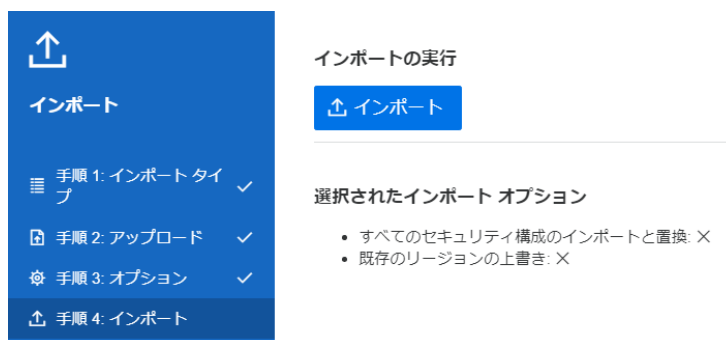 インポート
手順 1: インポート タイ
プ
手順 2: アップロード
手順 3: オプション
手順 4: インポート
インポートの実行
インポート
選択されたインポート オプション
すべてのセキュリティ構成のインポートと置換: ✕
既存のリージョンの上書き: ✕